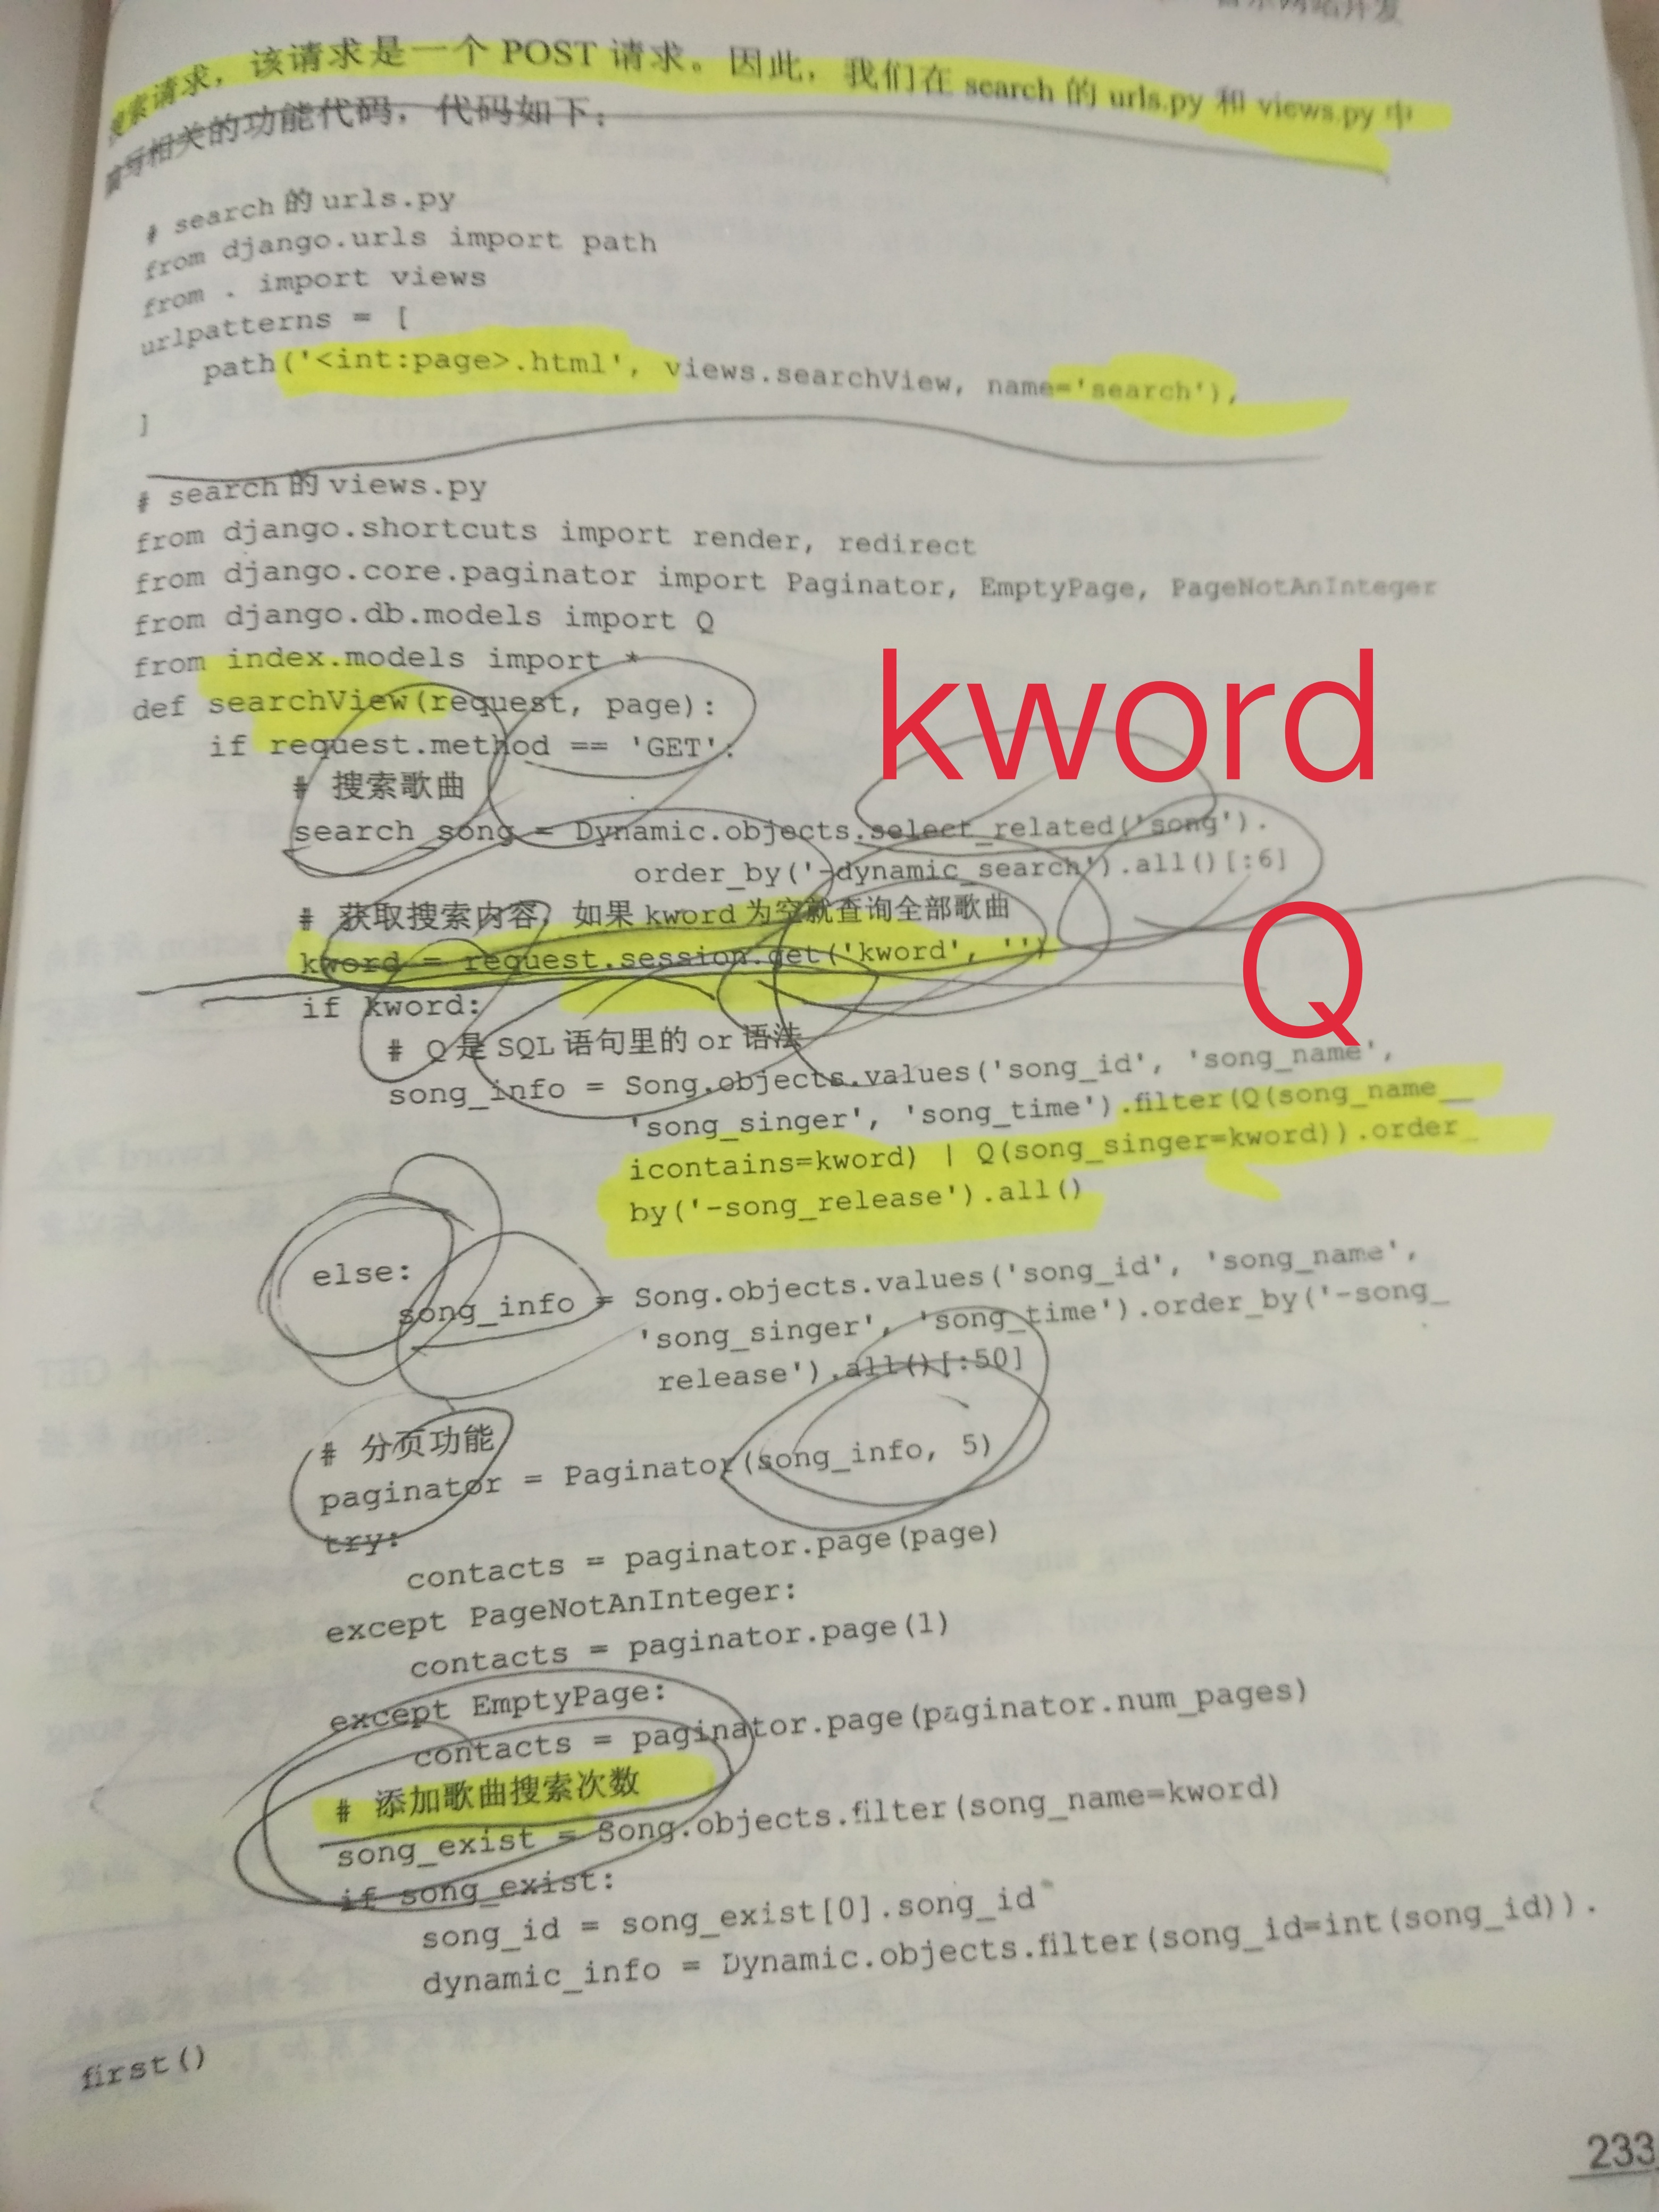 音乐网站开发
搜索请求，该请求是一个 POST 请求。因此，我们在 search 的 urls.py 和 views.py 中
编写相关的功能代码，代码如下：
# search 的 urls.py
from django.urls import path
from . import views
urlpatterns = [
    path('<int:page>.html', views.searchView, name='search'),
]
# search 的 views.py
from django.shortcuts import render, redirect
from django.core.paginator import Paginator, EmptyPage, PageNotAnInteger
from django.db.models import Q
from index.models import *
def searchView(request, page):
    if request.method == 'GET':
        # 搜索歌曲
        search_song = Dynamic.objects.select_related('song').
                order_by('-dynamic_search').all()[:6]
        # 获取搜索内容，如果 kword 为空就查询全部歌曲
        kword = request.session.get('kword', '')
        if kword:
            # Q 是 SQL 语句里的 or 语法
            song_info = Song.objects.values('song_id', 'song_name',
                    'song_singer', 'song_time').filter(Q(song_name__
                    icontains=kword) | Q(song_singer=kword)).order_
                    by('-song_release').all()
        else:
            song_info = Song.objects.values('song_id', 'song_name',
                    'song_singer', 'song_time').order_by('-song_
                    release').all()[:50]
        # 分页功能
        paginator = Paginator(song_info, 5)
        try:
            contacts = paginator.page(page)
        except PageNotAnInteger:
            contacts = paginator.page(1)
        except EmptyPage:
            contacts = paginator.page(paginator.num_pages)
        # 添加歌曲搜索次数
        song_exist = Song.objects.filter(song_name=kword)
        if song_exist:
            song_id = song_exist[0].song_id
            dynamic_info = Dynamic.objects.filter(song_id=int(song_id)).
first()
233
kword
Q